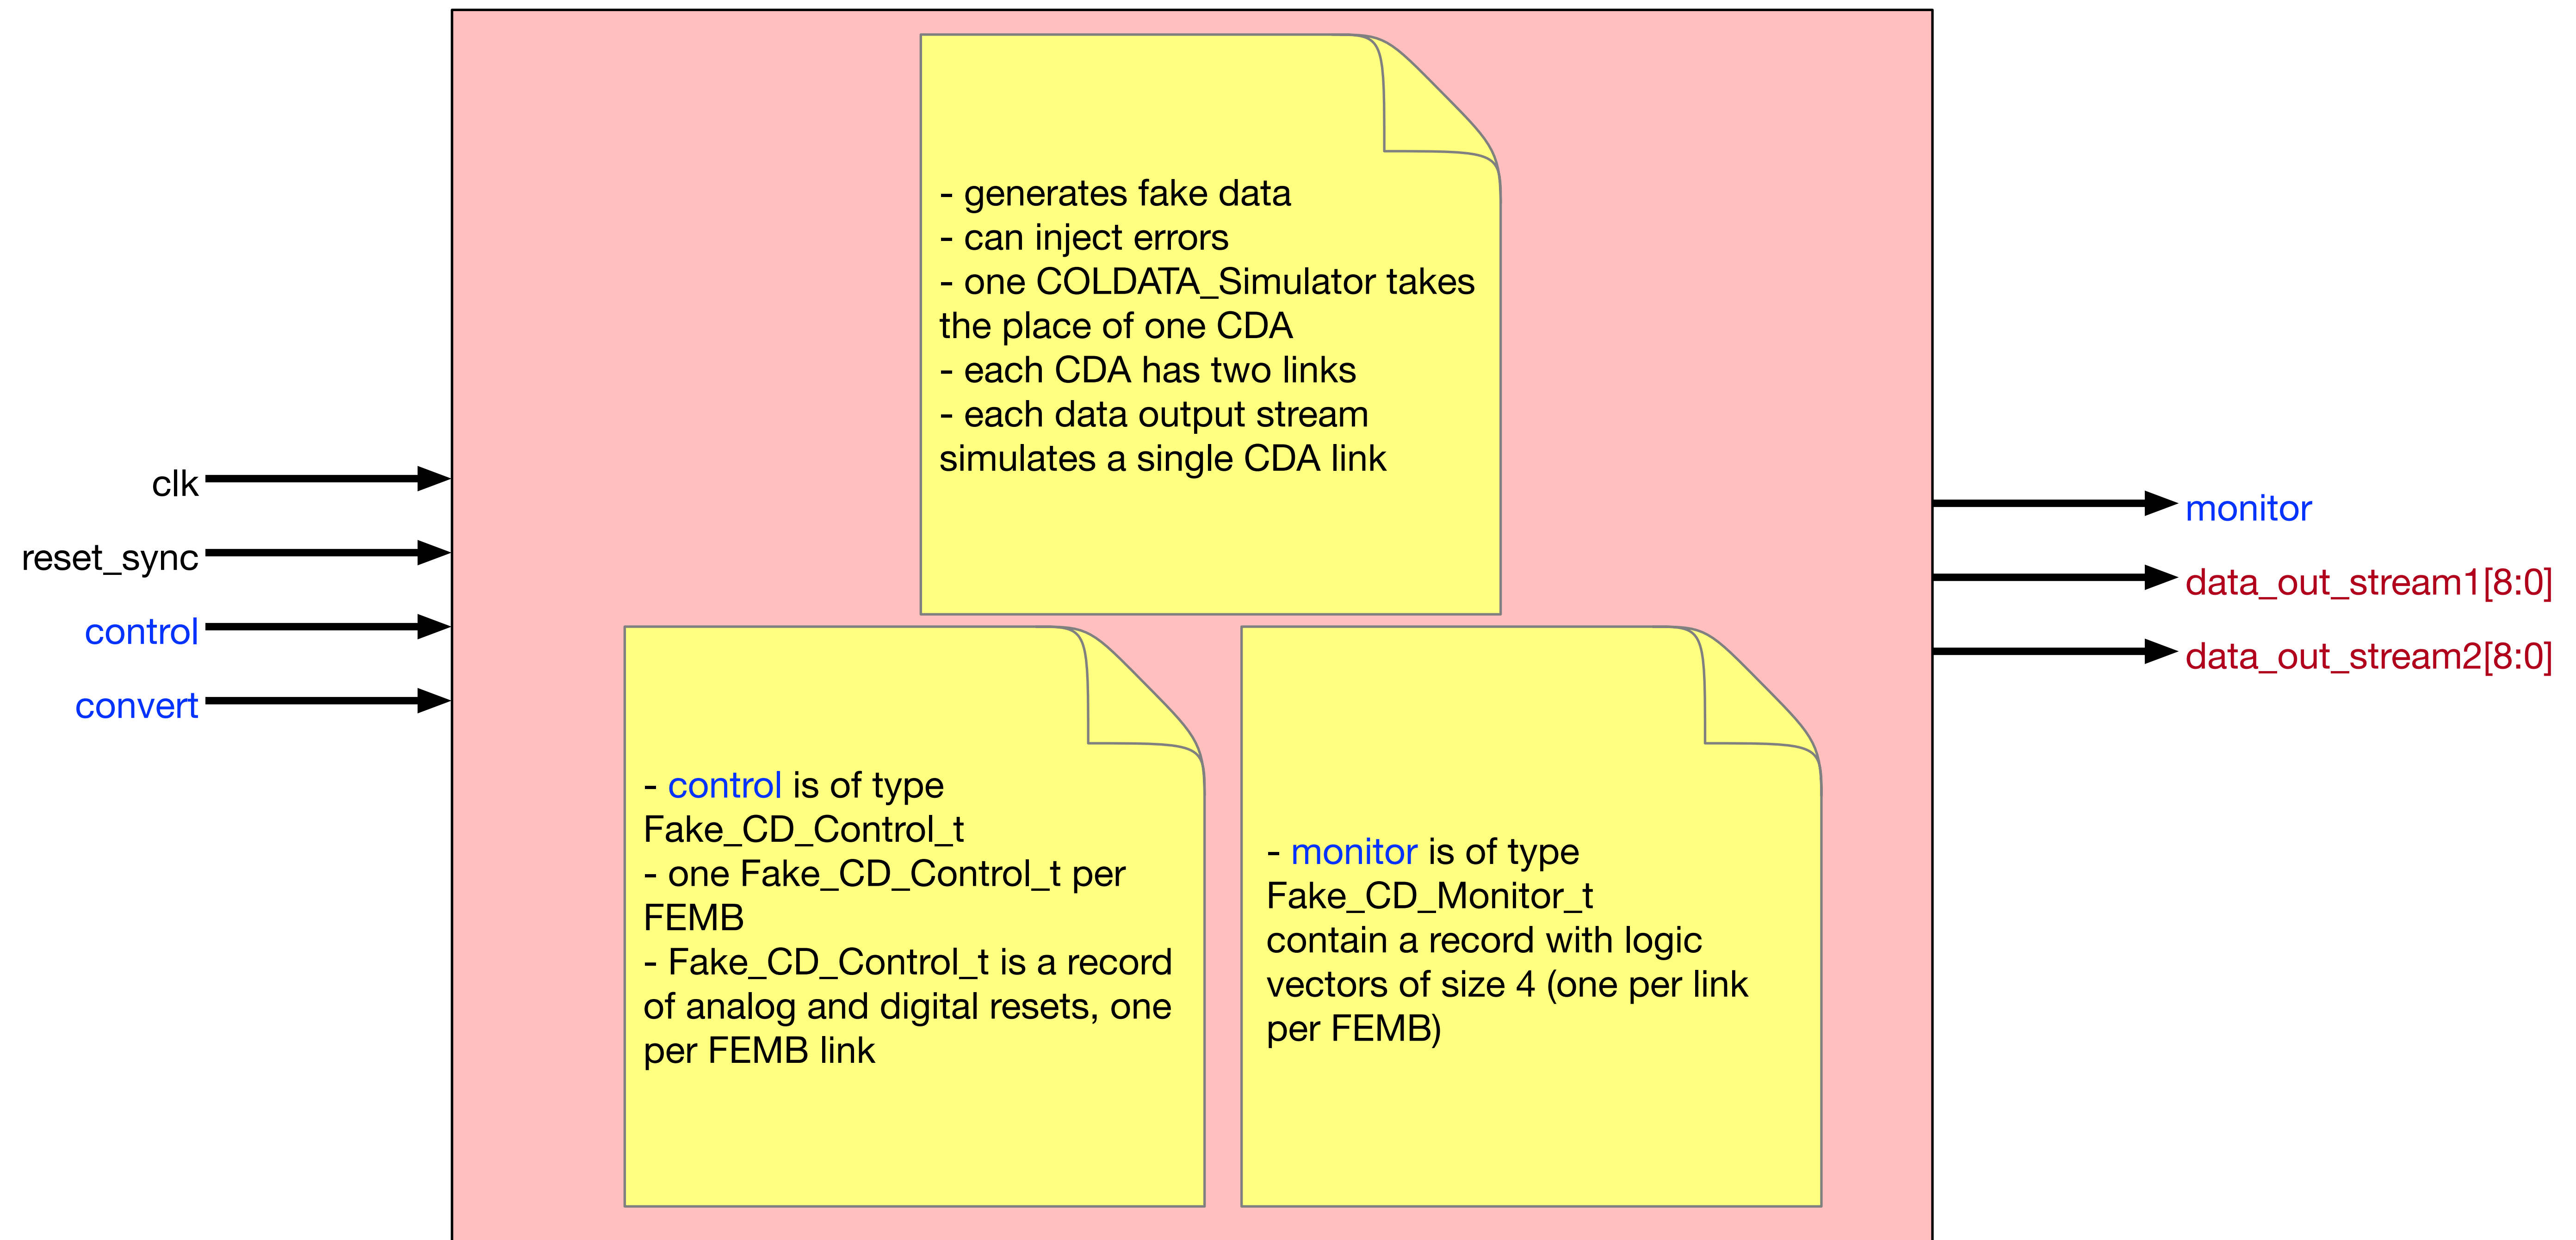 - generates fake data
- can inject errors
- one COLDATA_Simulator takes
the place of one CDA
- each CDA has two links
- each data output stream
simulates a single CDA link
clk
reset_sync
control
convert
monitor
data_out_stream1[8:0]
data_out_stream2[8:0]
- control is of type
Fake_CD_Control_t
- one Fake_CD_Control_t per
FEMB
- Fake_CD_Control_t is a record
of analog and digital resets, one
per FEMB link
- monitor is of type
Fake_CD_Monitor_t
contain a record with logic
vectors of size 4 (one per link
per FEMB)